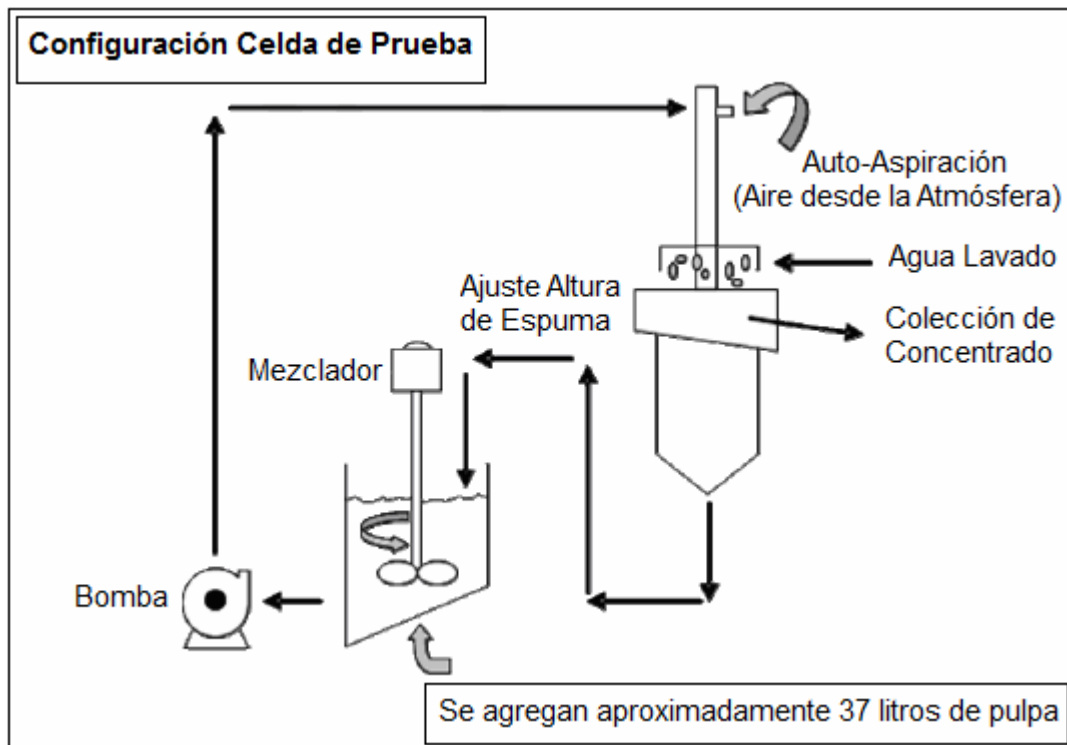 Configuración Celda de Prueba
Auto-Aspiración
(Aire desde la Atmósfera)
Agua Lavado
Ajuste Altura
de Espuma
Colección de
Concentrado
Mezclador
Bomba
Se agregan aproximadamente 37 litros de pulpa